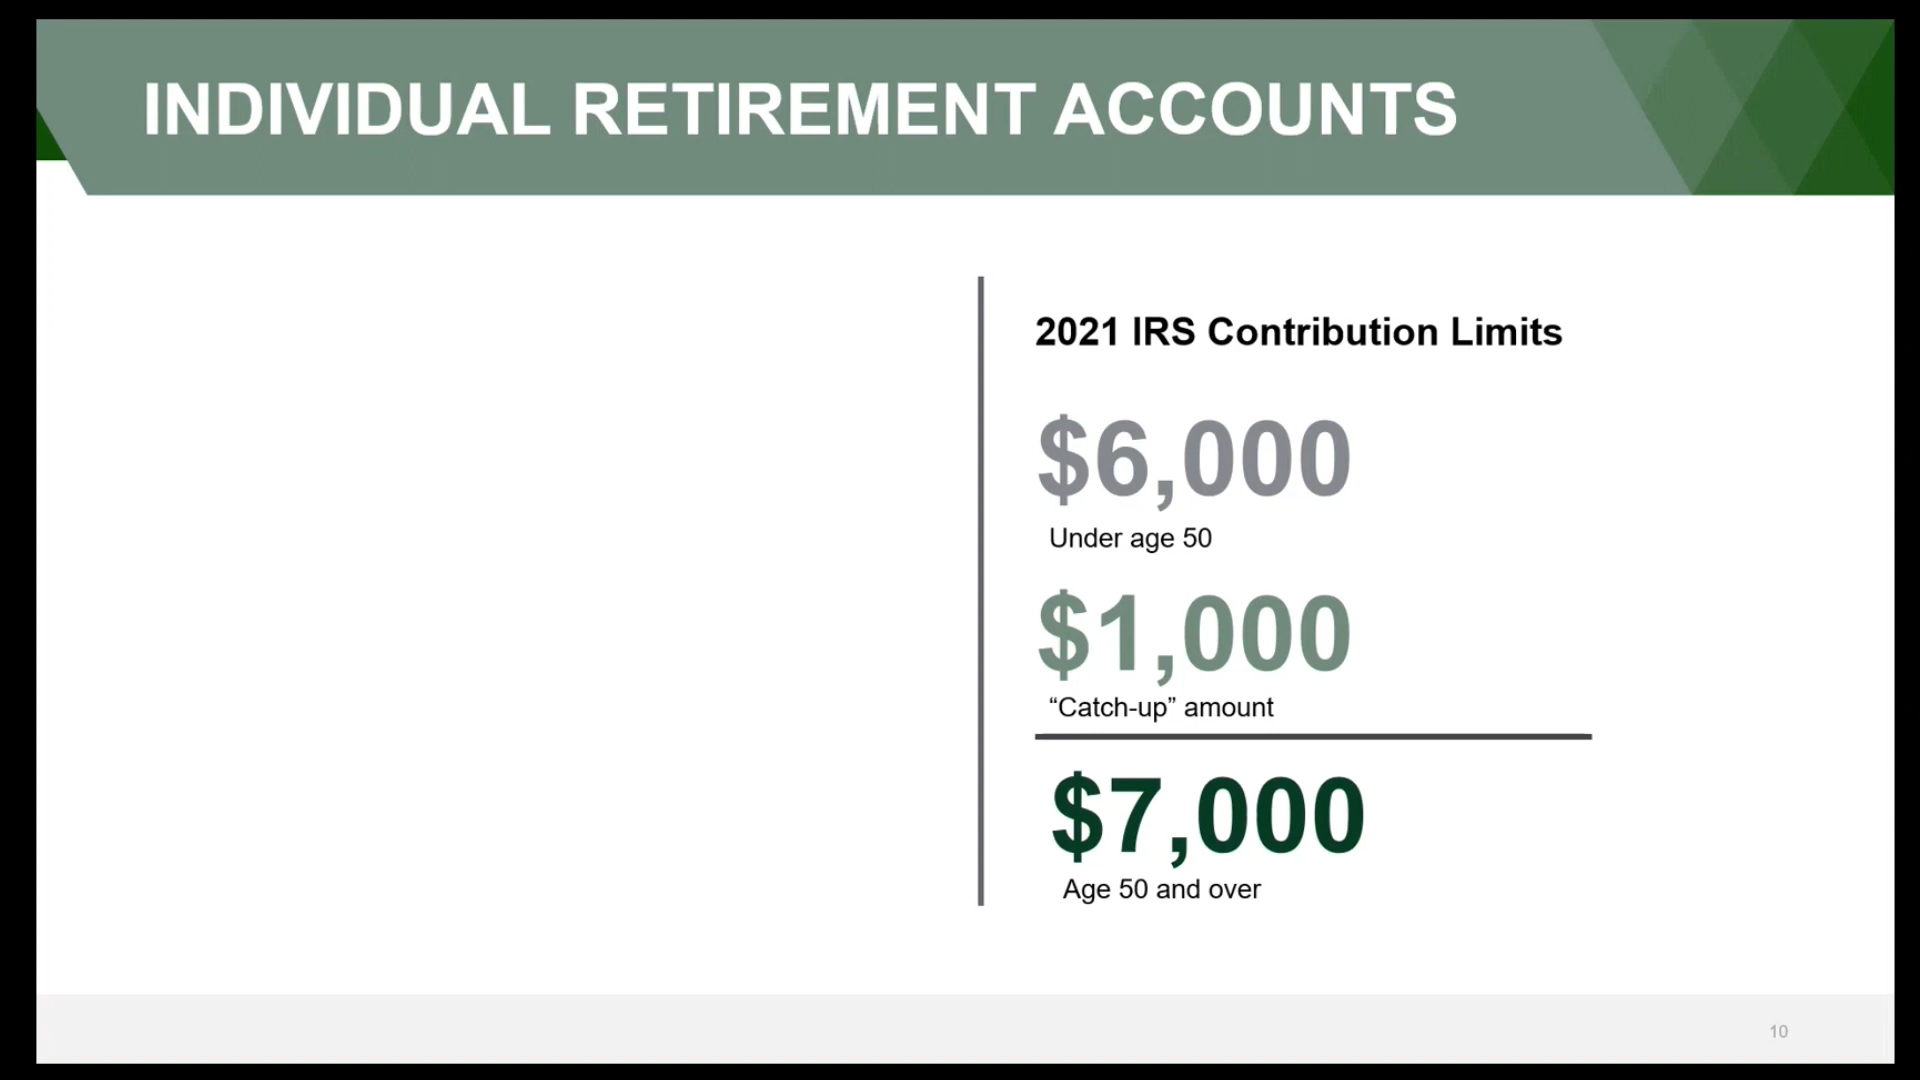 INDIVIDUAL RETIREMENT ACCOUNTS
2021 IRS Contribution Limits
$6,000
Under age 50
$1,000
“Catch-up” amount
$7,000
Age 50 and over
10